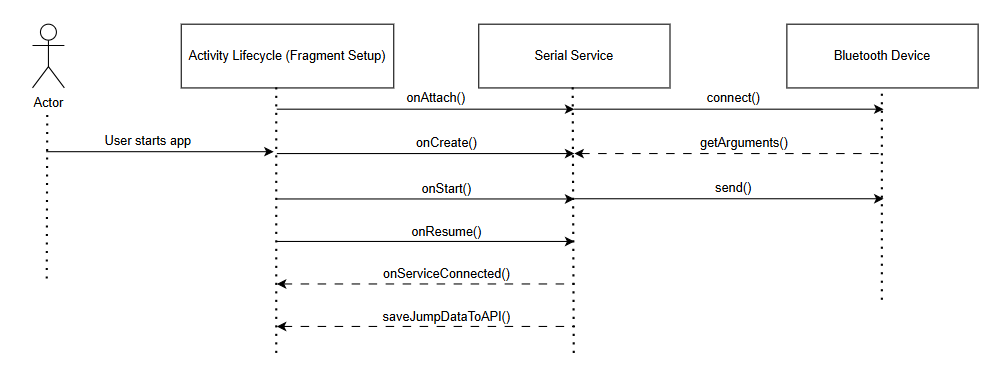 Activity Lifecycle (Fragment Setup)
Serial Service
Bluetooth Device
Actor
onAttach()
connect()
User starts app
onCreate()
getArguments()
onStart()
send()
onResume()
onServiceConnected()
saveJumpDataToAPI()